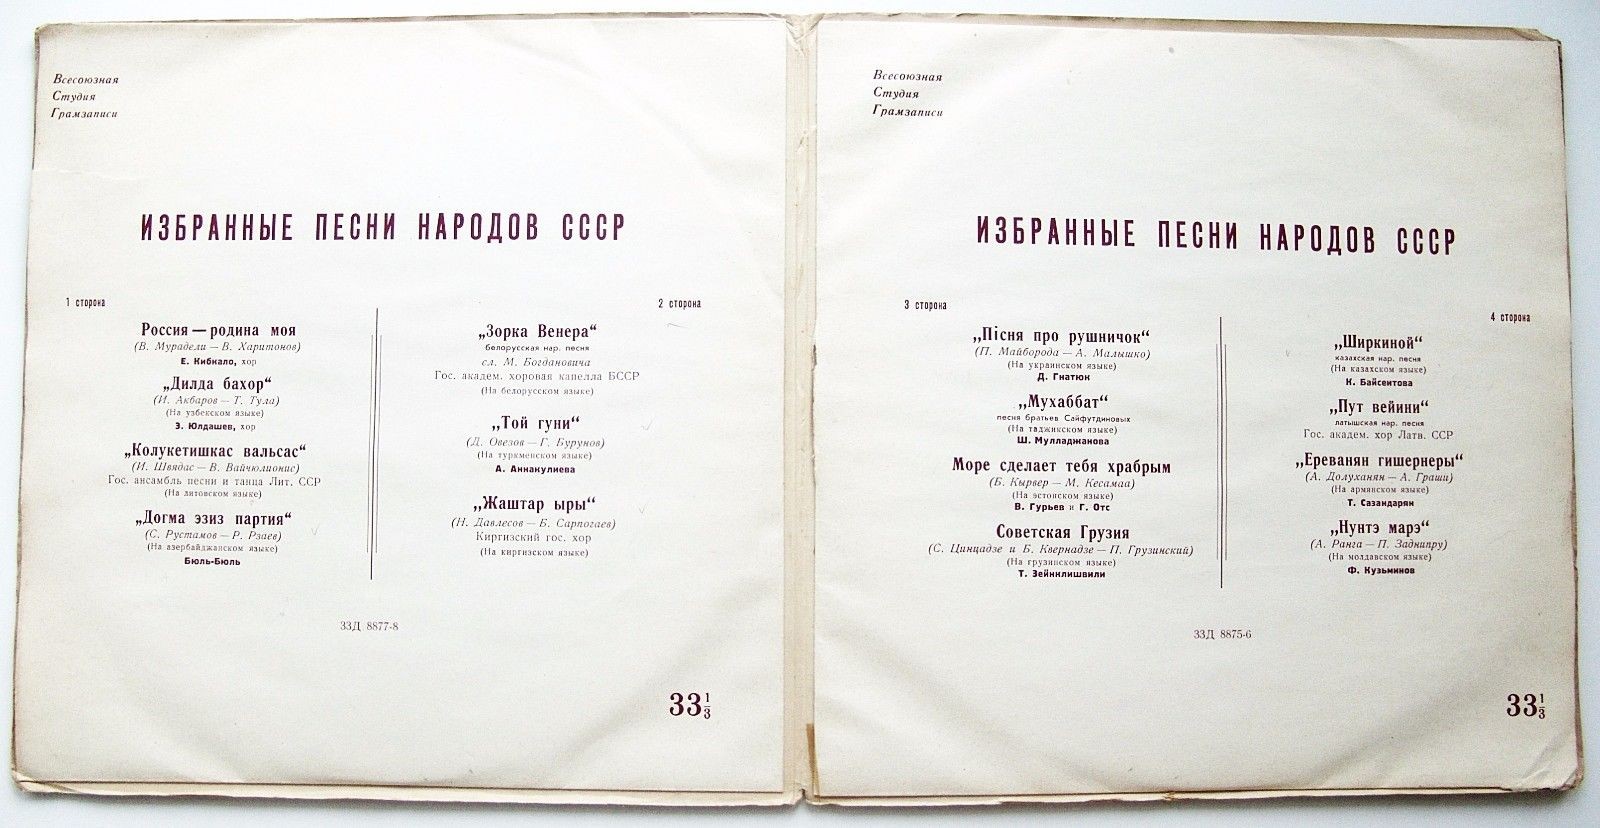 Всесоюзная
Студия
Грамзаписи
ИЗБРАННЫЕ ПЕСНИ НАРОДОВ СССР
1 сторона
Россия — родина моя
(В. Мурадели — В. Харитонов)
Е. Кибкало, хор
„Дилда бахор“
(И. Акбаров — Т. Тула)
(На узбекском языке)
Э. Юлдашев, хор
„Колукетишкас вальсас“
(И. Швядас — В. Вайчюлионис)
Гос. ансамбль песни и танца Лит. ССР
(На литовском языке)
„Догма эзиз партия“
(С. Рустамов — Р. Рзаев)
(На азербайджанском языке)
Бюль-Бюль
2 сторона
„Зорка Венера“
белорусская нар. песня
сл. М. Богдановича
Гос. академ. хоровая капелла БССР
(На белорусском языке)
„Той гуни“
(Д. Овезов — Г. Бурунов)
(На туркменском языке)
А. Аннакулиева
„Жаштар ыры“
(Н. Давлесов — Б. Сарпогаев)
Киргизский гос. хор
(На киргизском языке)
33Д 8877-8
33⅓
Всесоюзная
Студия
Грамзаписи
ИЗБРАННЫЕ ПЕСНИ НАРОДОВ СССР
3 сторона
„Пісня про рушничок“
(П. Майборода — А. Малышко)
(На украинском языке)
Д. Гнатюк
„Мухаббат“
песня братьев Сайфутдиновых
(На таджикском языке)
Ш. Мулладжанова
Море сделает тебя храбрым
(Б. Кырвер — М. Кесамаа)
(На эстонском языке)
В. Гурьев и Г. Отс
Советская Грузия
(С. Цинцадзе и Б. Квернадзе — П. Грузинский)
(На грузинском языке)
Т. Зейнклишвили
4 сторона
„Ширкиной“
казахская нар. песня
(На казахском языке)
К. Байсеитова
„Пут вейини“
латышская нар. песня
Гос. академ. хор Латв. ССР
„Ереванян гишернеры“
(А. Долуханян — А. Граши)
(На армянском языке)
Т. Сазандарян
„Нунтэ марэ“
(А. Ранга — П. Заднипру)
(На молдавском языке)
Ф. Кузьминов
33Д 8875-6
33⅓